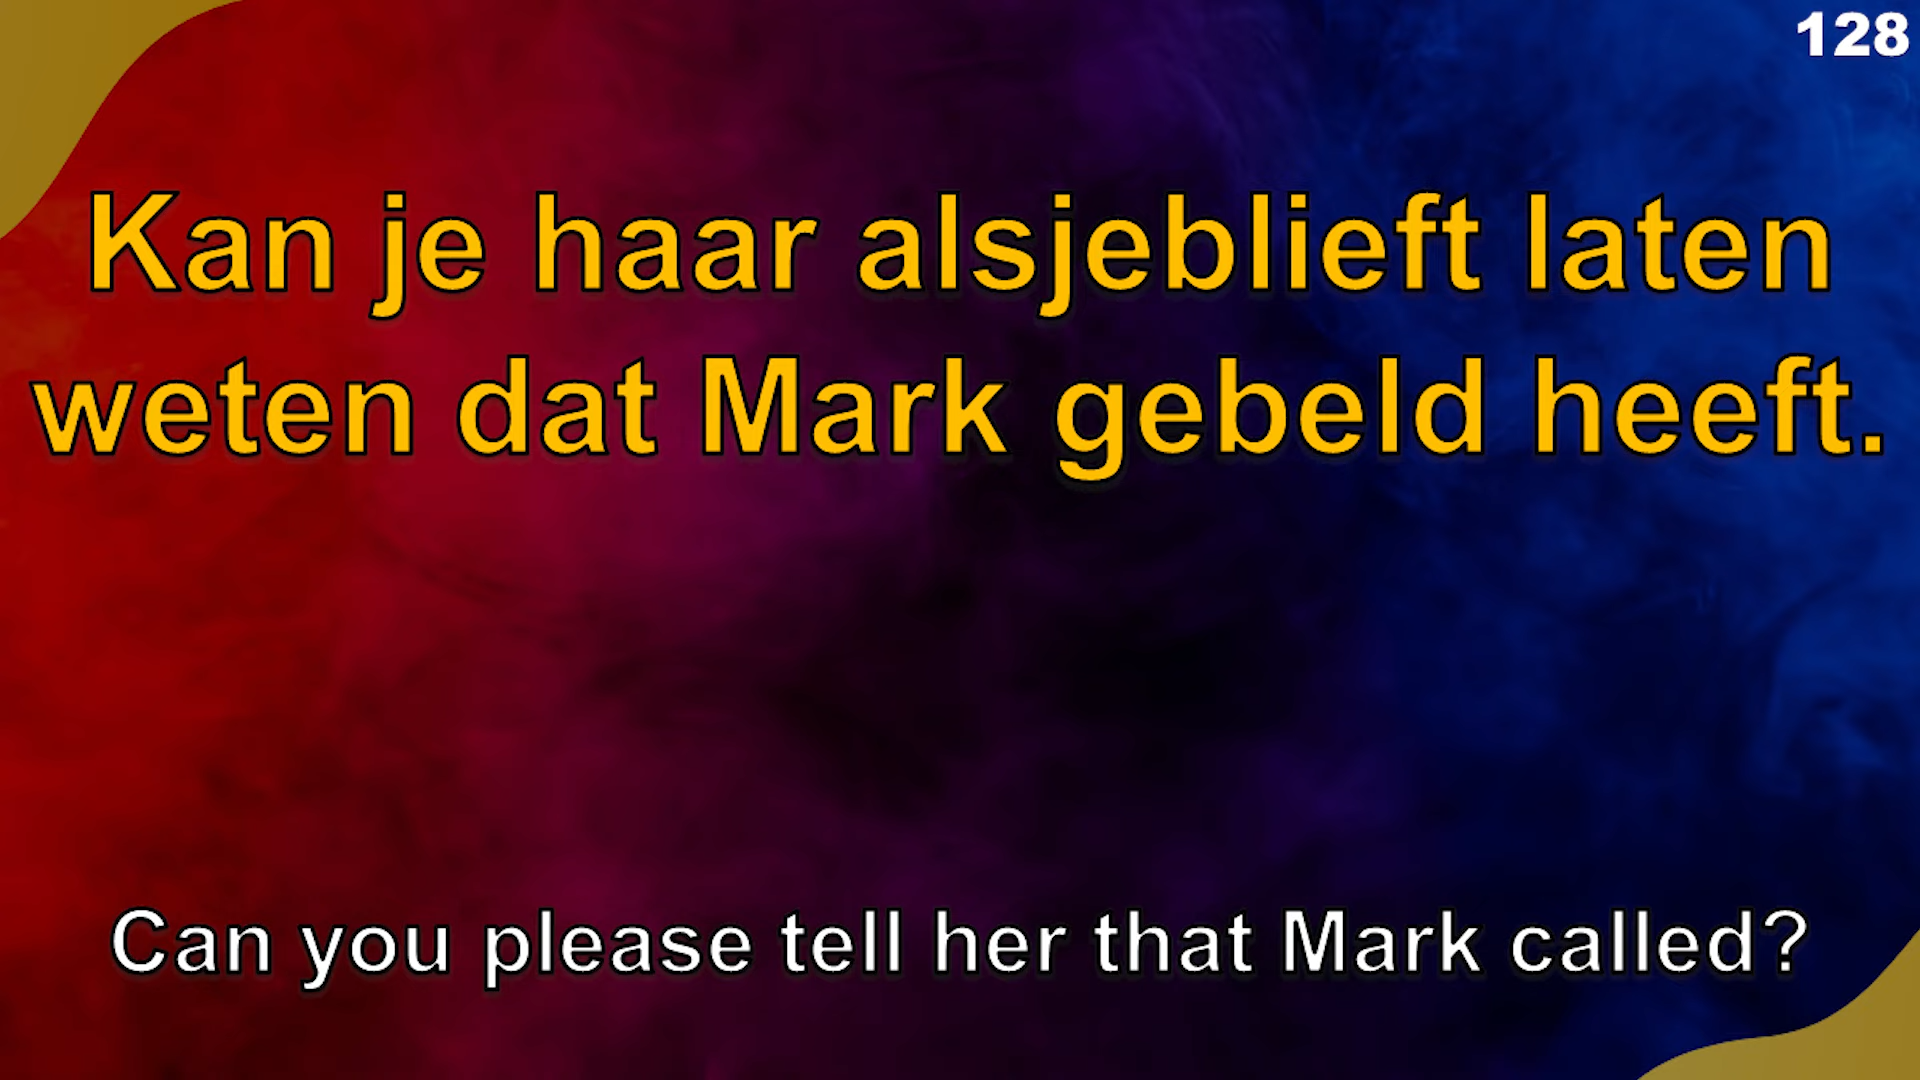 128
Kan je haar alsjeblieft laten
weten dat Mark gebeld heeft.
Can you please tell her that Mark called?